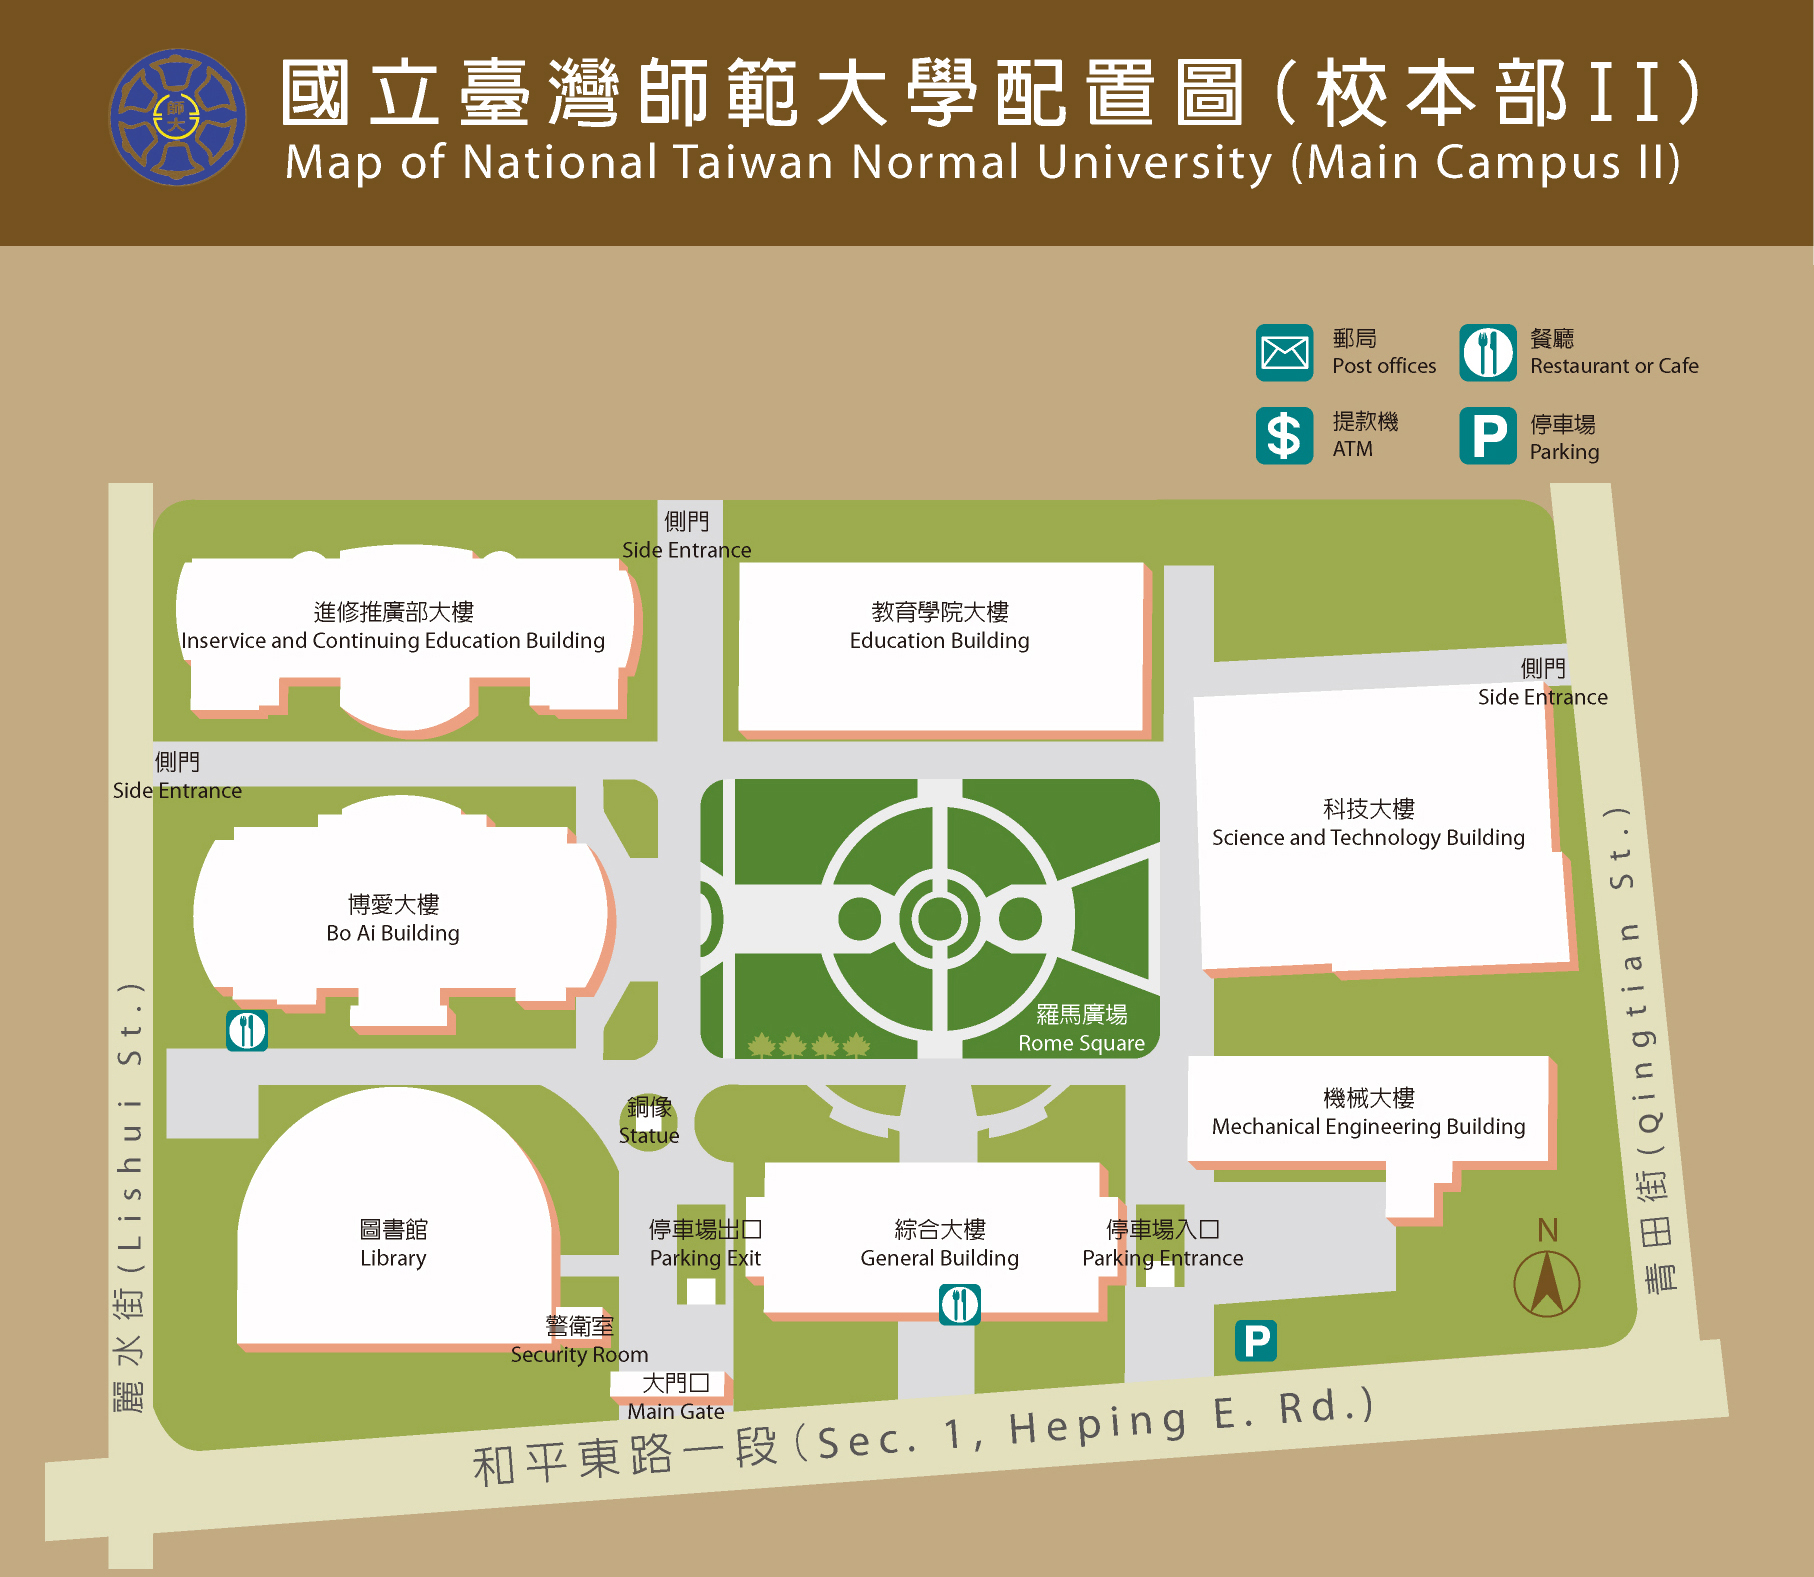 師大
國立臺灣師範大學配置圖(校本部II)
Map of National Taiwan Normal University (Main Campus II)
郵局
Post offices
餐廳
Restaurant or Cafe
$
提款機
ATM
P
停車場
Parking
側門
Side Entrance
進修推廣部大樓
Inservice and Continuing Education Building
教育學院大樓
Education Building
側門
Side Entrance
側門
Side Entrance
科技大樓
Science and Technology Building
博愛大樓
Bo Ai Building
羅馬廣場
Rome Square
銅像
Statue
機械大樓
Mechanical Engineering Building
圖書館
Library
停車場出口
Parking Exit
綜合大樓
General Building
停車場入口
Parking Entrance
N
警衛室
Security Room
P
大門口
Main Gate
麗水街(Lishui St.)
青田街(Qingtian St.)
和平東路一段(Sec. 1, Heping E. Rd.)